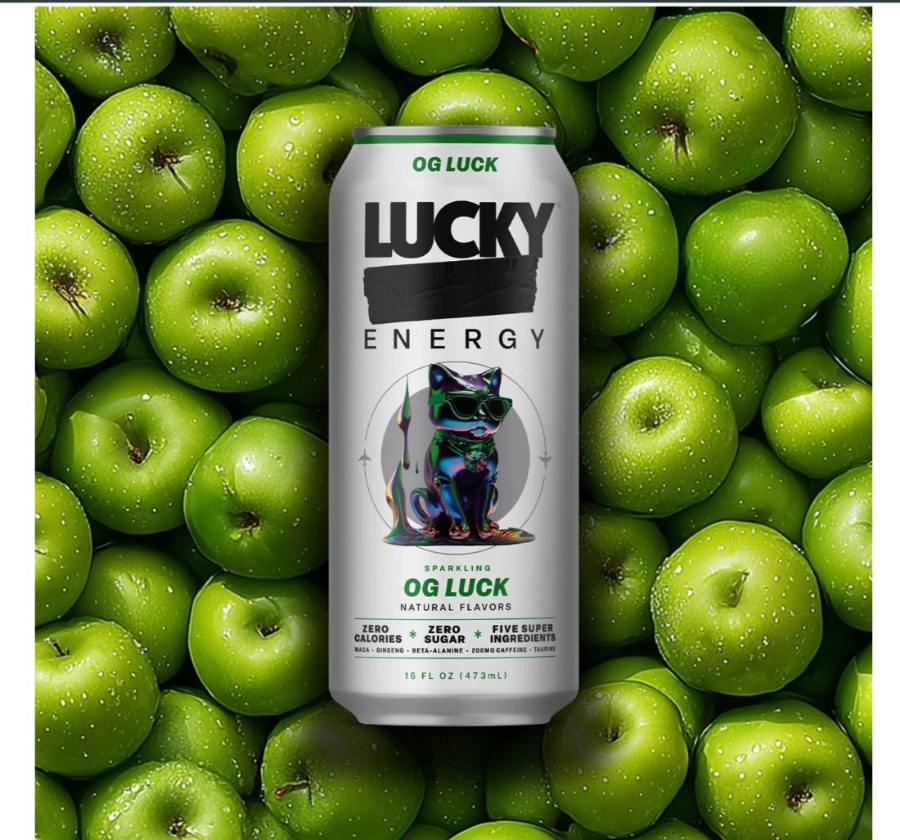 OG LUCK
LUCKY™
ENERGY
SPARKLING
OG LUCK
NATURAL FLAVORS
ZERO CALORIES * ZERO SUGAR * FIVE SUPER INGREDIENTS
MACA - GINSENG - BETA-ALANINE - 200MG CAFFEINE - TAURINE
16 FL OZ (473mL)